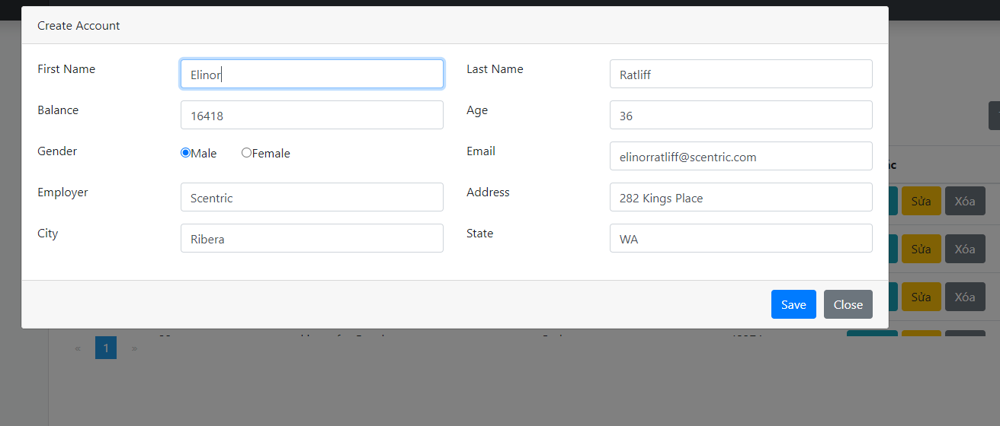 Create Account
First Name Elinor Last Name Ratliff
Balance 16418 Age 36
Gender Male Female Email elinorratliff@scentric.com
Employer Scentric Address 282 Kings Place
City Ribera State WA
Save Close
Sửa Xóa
Sửa Xóa
Sửa Xóa
« 1 »